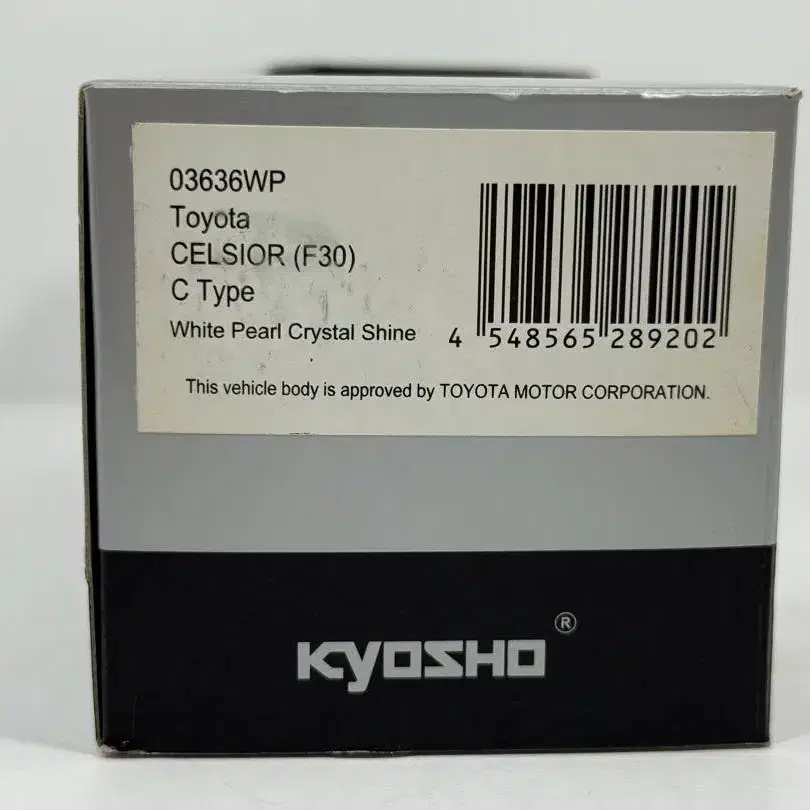 03636WP
Toyota
CELSIOR (F30)
C Type
White Pearl Crystal Shine
4 548565 289202
This vehicle body is approved by TOYOTA MOTOR CORPORATION.
KYOSHO ®